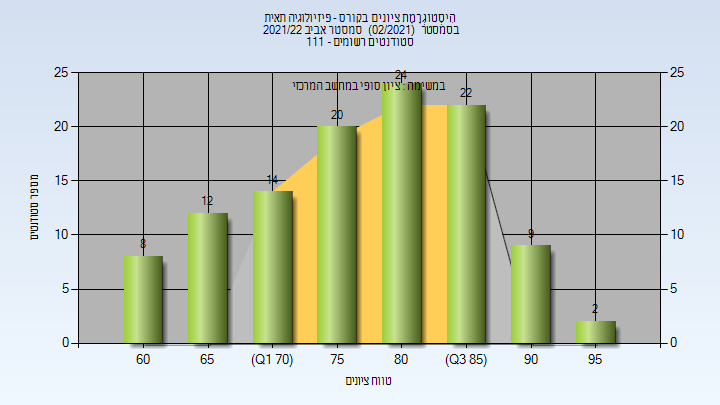 היסטוגרמת ציונים בקורס - פיזיולוגיה תאית
בסמסטר (02/2021) סמסטר אביב 2021/22
סטודנטים רשומים - 111
במשימה : ציון סופי במחשב המרכזי
25 25
20 20
15 15
10 10
5 5
0 0
מספר סטודנטים
8 12 14 20 24 22 9 2
60 65 (Q1 70) 75 80 (Q3 85) 90 95
טווח ציונים